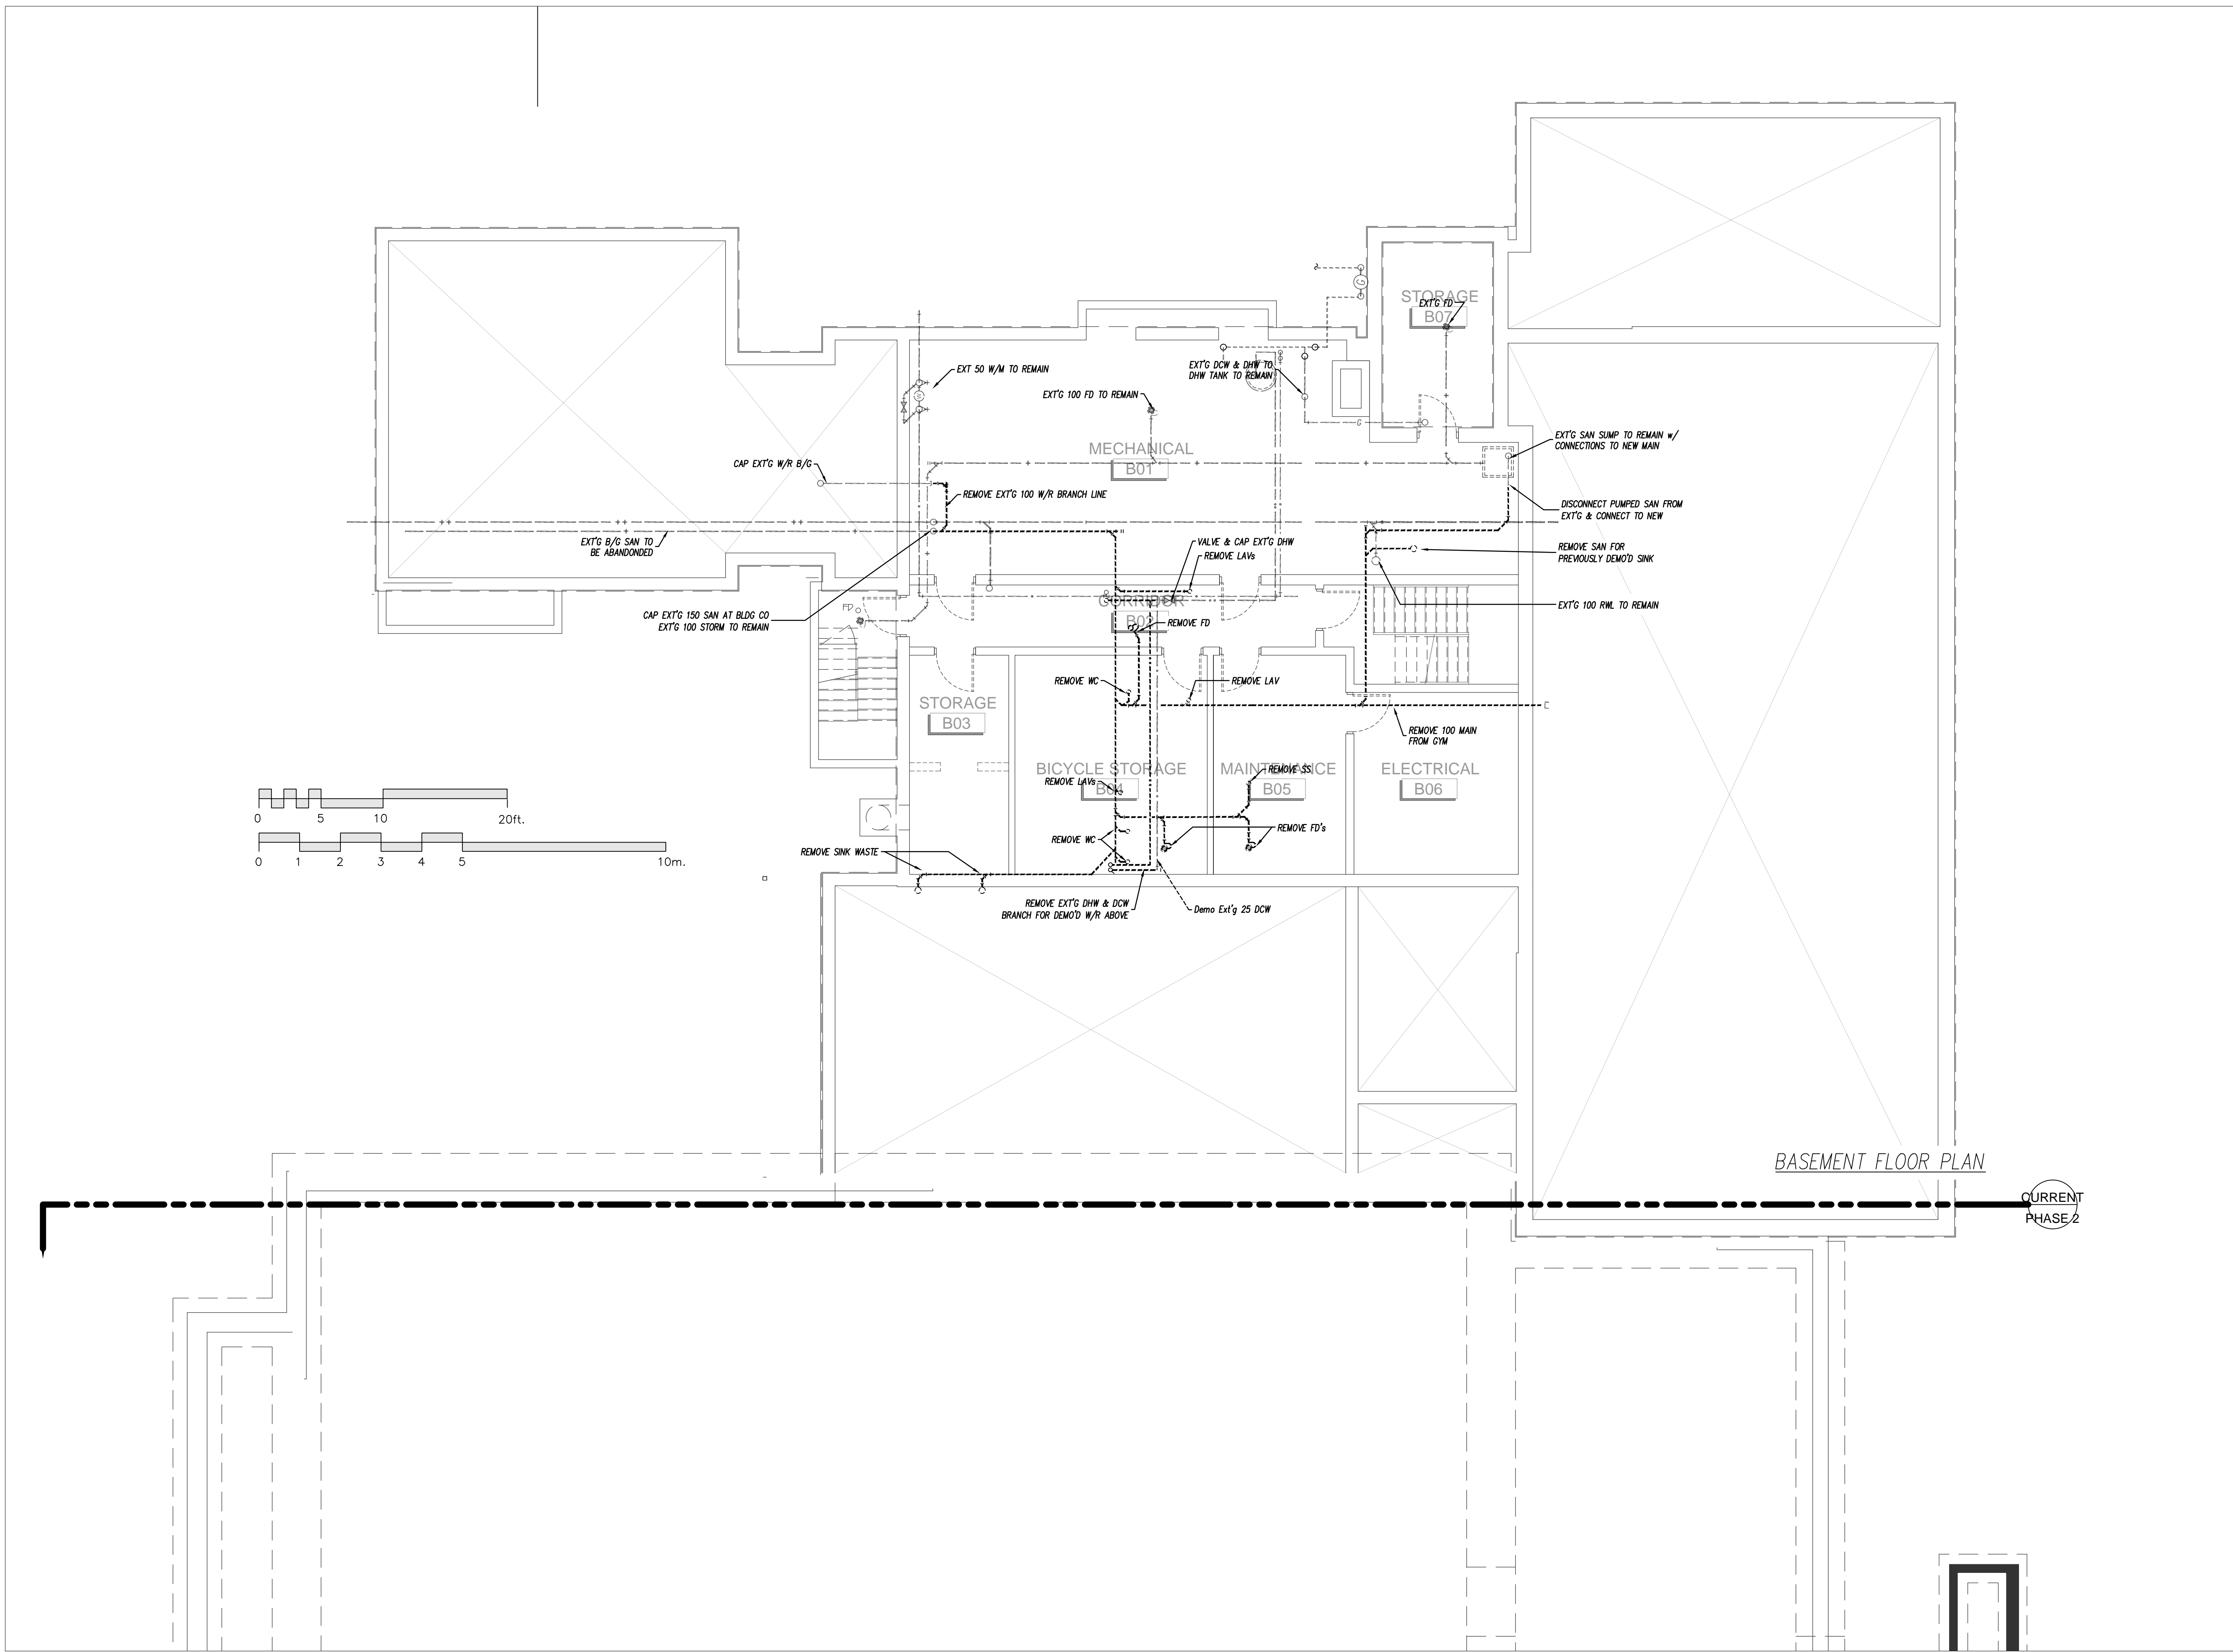 STORAGE
EXT'G FD
B07
G
EXT 50 W/M TO REMAIN
EXT'G DCW & DHW TO
DHW TANK TO REMAIN
EXT'G 100 FD TO REMAIN
G
MECHANICAL
B01
EXT'G SAN SUMP TO REMAIN w/
CONNECTIONS TO NEW MAIN
CAP EXT'G W/R B/G
REMOVE EXT'G 100 W/R BRANCH LINE
DISCONNECT PUMPED SAN FROM
EXT'G & CONNECT TO NEW
EXT'G B/G SAN TO
BE ABANDONDED
VALVE & CAP EXT'G DHW
REMOVE LAVs
REMOVE SAN FOR
PREVIOUSLY DEMO'D SINK
CORRIDOR
B02
REMOVE FD
FD
CAP EXT'G 150 SAN AT BLDG CO
EXT'G 100 STORM TO REMAIN
EXT'G 100 RWL TO REMAIN
REMOVE WC
REMOVE LAV
STORAGE
B03
REMOVE 100 MAIN
FROM GYM
BICYCLE STORAGE
B04
REMOVE LAVs
MAINTENANCE
REMOVE SS
B05
ELECTRICAL
B06
REMOVE WC
REMOVE FD's
REMOVE SINK WASTE
REMOVE EXT'G DHW & DCW
BRANCH FOR DEMO'D W/R ABOVE
Demo Ext'g 25 DCW
0 5 10 20ft.
0 1 2 3 4 5 10m.
BASEMENT FLOOR PLAN
CURRENT
PHASE 2